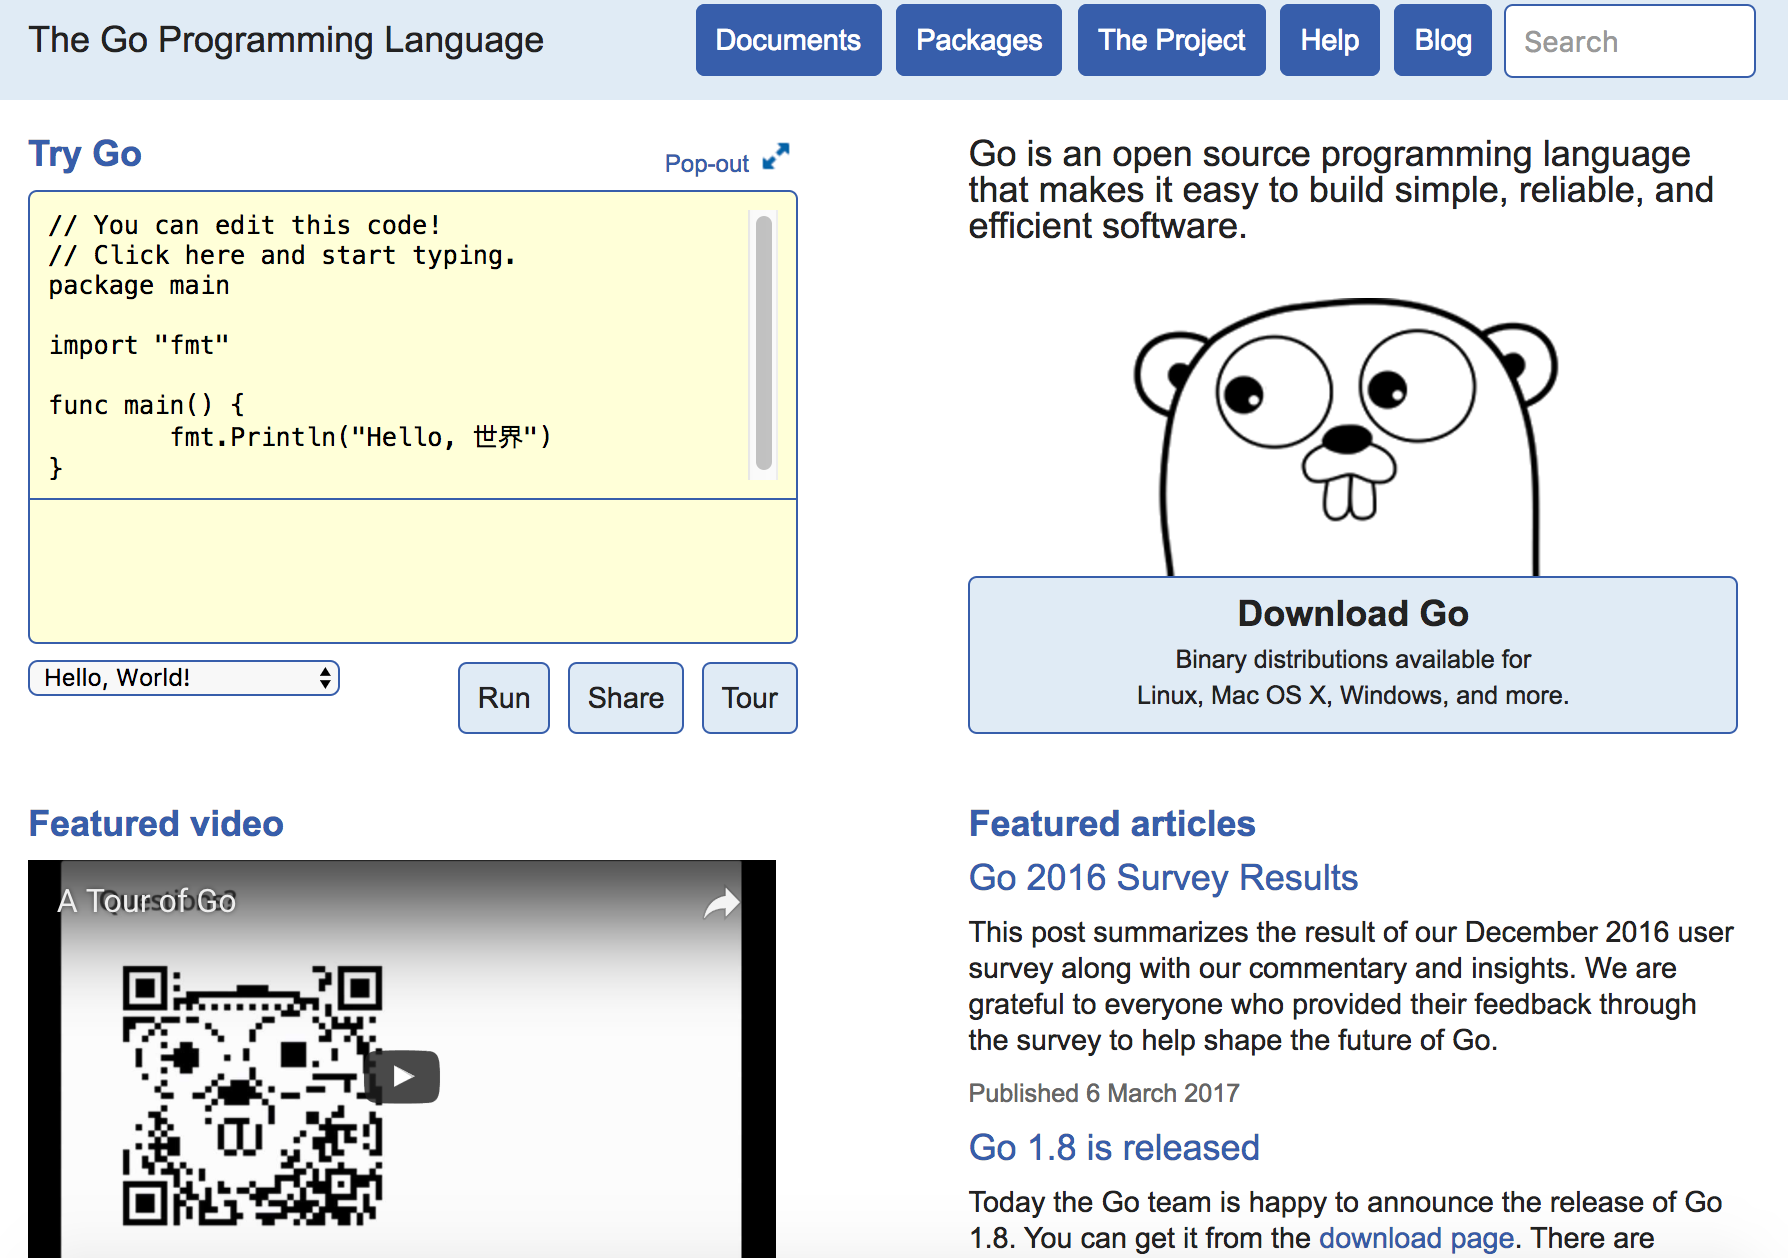 The Go Programming Language
Documents
Packages
The Project
Help
Blog
Search
Try Go
Pop-out
// You can edit this code!
// Click here and start typing.
package main
import "fmt"
func main() {
fmt.Println("Hello, 世界")
}
Hello, World!
Run
Share
Tour
Go is an open source programming language
that makes it easy to build simple, reliable, and
efficient software.
Download Go
Binary distributions available for
Linux, Mac OS X, Windows, and more.
Featured video
A Tour of Go
Questions?
Featured articles
Go 2016 Survey Results
This post summarizes the result of our December 2016 user
survey along with our commentary and insights. We are
grateful to everyone who provided their feedback through
the survey to help shape the future of Go.
Published 6 March 2017
Go 1.8 is released
Today the Go team is happy to announce the release of Go
1.8. You can get it from the download page. There are